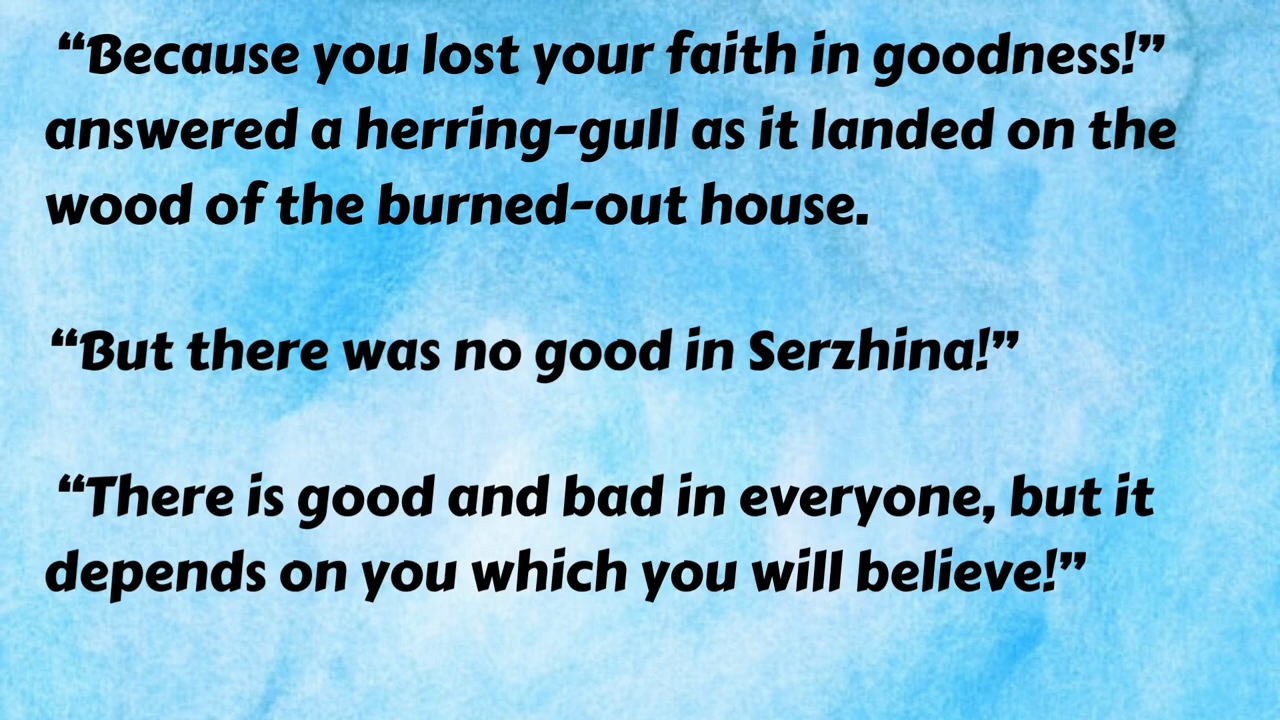 “Because you lost your faith in goodness!”
answered a herring-gull as it landed on the
wood of the burned-out house.
“But there was no good in Serzhina!”
“There is good and bad in everyone, but it
depends on you which you will believe!”